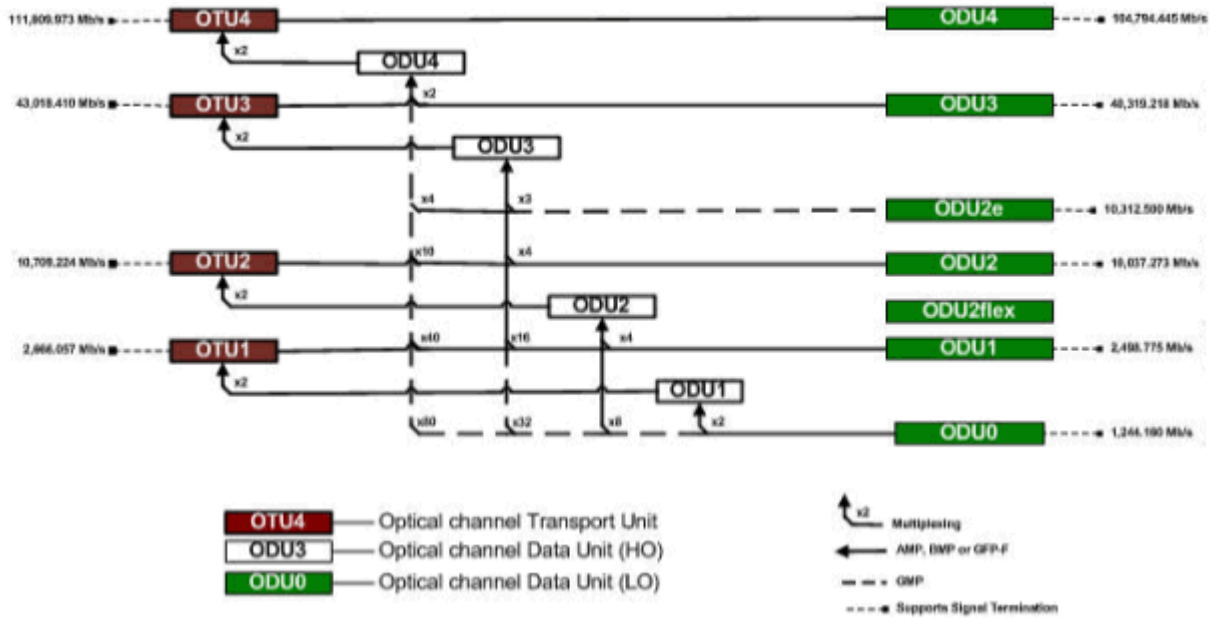 111,809.973 Mb/s OTU4 ODU4 104,794.445 Mb/s
x2
ODU4
x2
43,018.410 Mb/s OTU3 ODU3 40,319.218 Mb/s
x2
ODU3
x4 x3
ODU2e 10,312.500 Mb/s
x10 x4
10,709.224 Mb/s OTU2 ODU2 10,037.273 Mb/s
x2
ODU2
ODU2flex
x40 x16 x4
2,666.057 Mb/s OTU1 ODU1 2,498.775 Mb/s
x2
ODU1
x80 x32 x8 x2
ODU0 1,244.160 Mb/s
OTU4 Optical channel Transport Unit
ODU3 Optical channel Data Unit (HO)
ODU0 Optical channel Data Unit (LO)
x2
Multiplexing
AMP, BMP or GFP-F
GMP
Supports Signal Termination